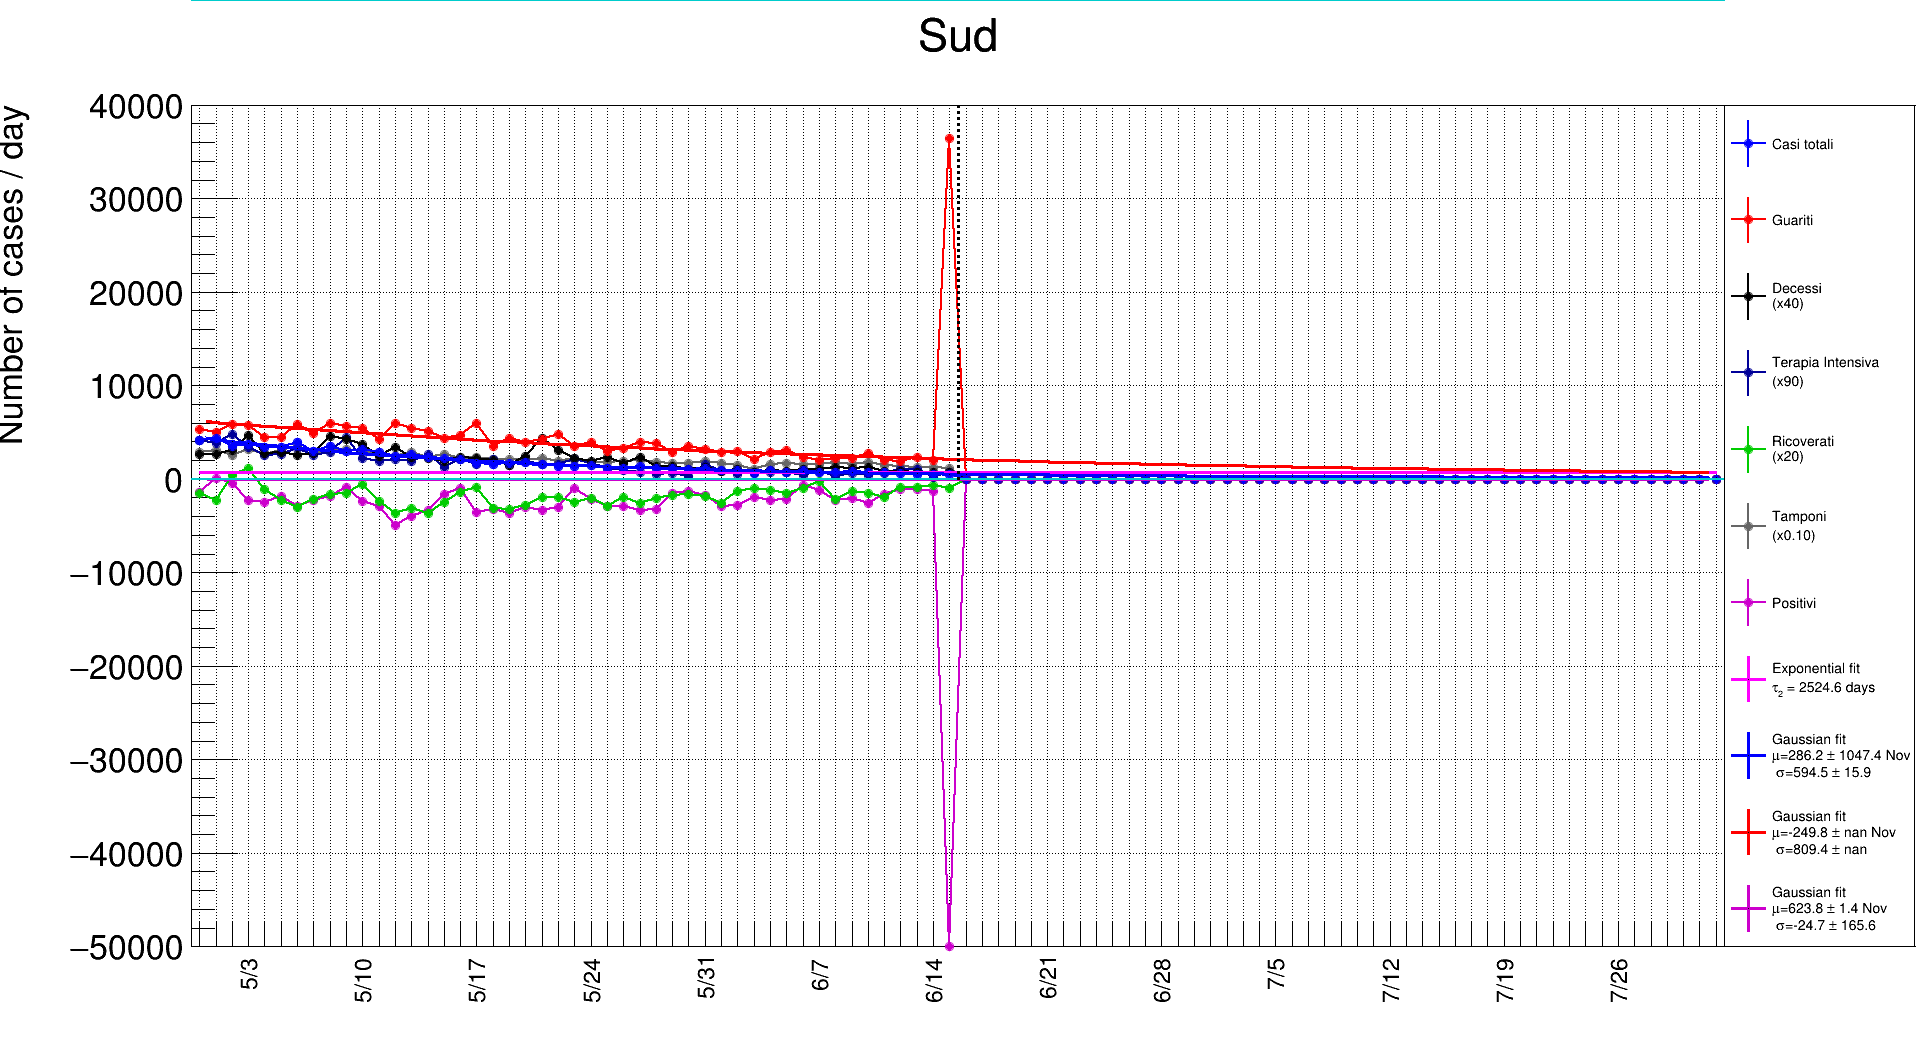 Sud
Number of cases / day
40000
30000
20000
10000
0
−10000
−20000
−30000
−40000
−50000
5/3
5/10
5/17
5/24
5/31
6/7
6/14
6/21
6/28
7/5
7/12
7/19
7/26
Casi totali
Guariti
Decessi
(x40)
Terapia Intensiva
(x90)
Ricoverati
(x20)
Tamponi
(x0.10)
Positivi
Exponential fit
τ2 = 2524.6 days
Gaussian fit
μ=286.2 ± 1047.4 Nov
σ=594.5 ± 15.9
Gaussian fit
μ=-249.8 ± nan Nov
σ=809.4 ± nan
Gaussian fit
μ=623.8 ± 1.4 Nov
σ=-24.7 ± 165.6